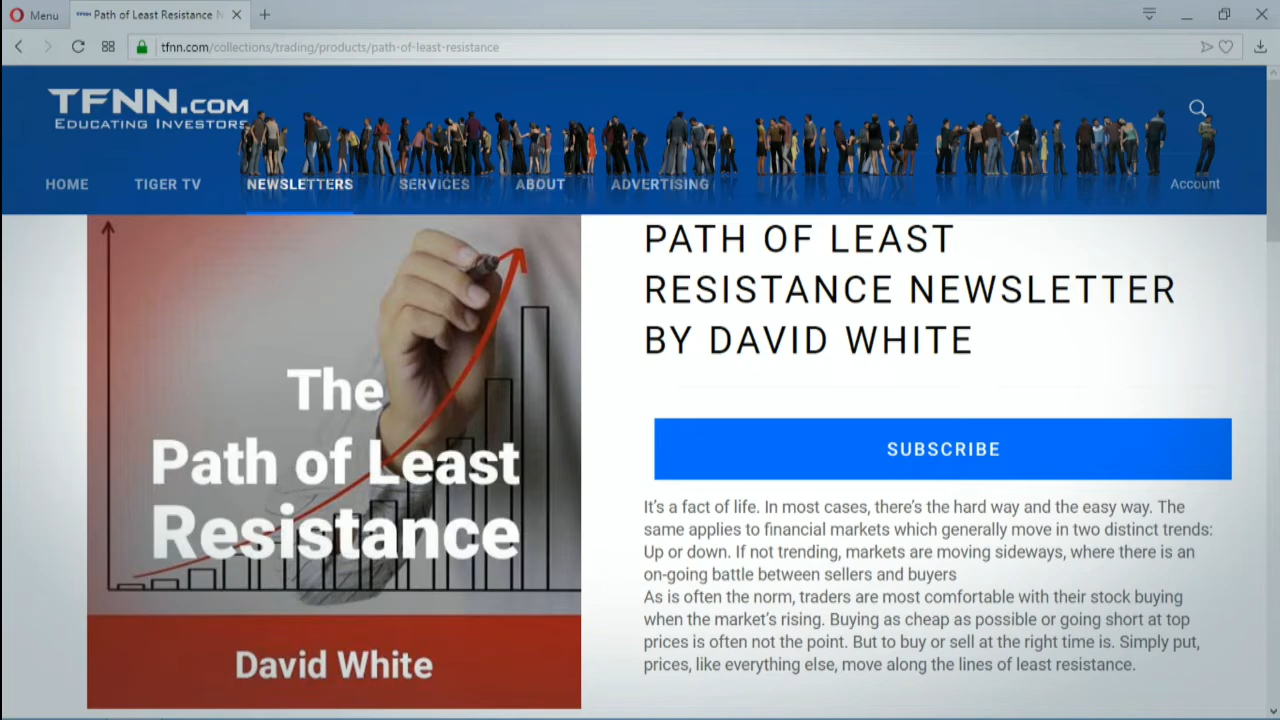 Menu
Path of Least Resistance N
tfnn.com/collections/trading/products/path-of-least-resistance
TFNN.COM
EDUCATING INVESTORS
HOME TIGER TV NEWSLETTERS SERVICES ABOUT ADVERTISING Account
The
Path of Least
Resistance
David White
PATH OF LEAST
RESISTANCE NEWSLETTER
BY DAVID WHITE
SUBSCRIBE
It's a fact of life. In most cases, there's the hard way and the easy way. The
same applies to financial markets which generally move in two distinct trends:
Up or down. If not trending, markets are moving sideways, where there is an
on-going battle between sellers and buyers
As is often the norm, traders are most comfortable with their stock buying
when the market's rising. Buying as cheap as possible or going short at top
prices is often not the point. But to buy or sell at the right time is. Simply put,
prices, like everything else, move along the lines of least resistance.